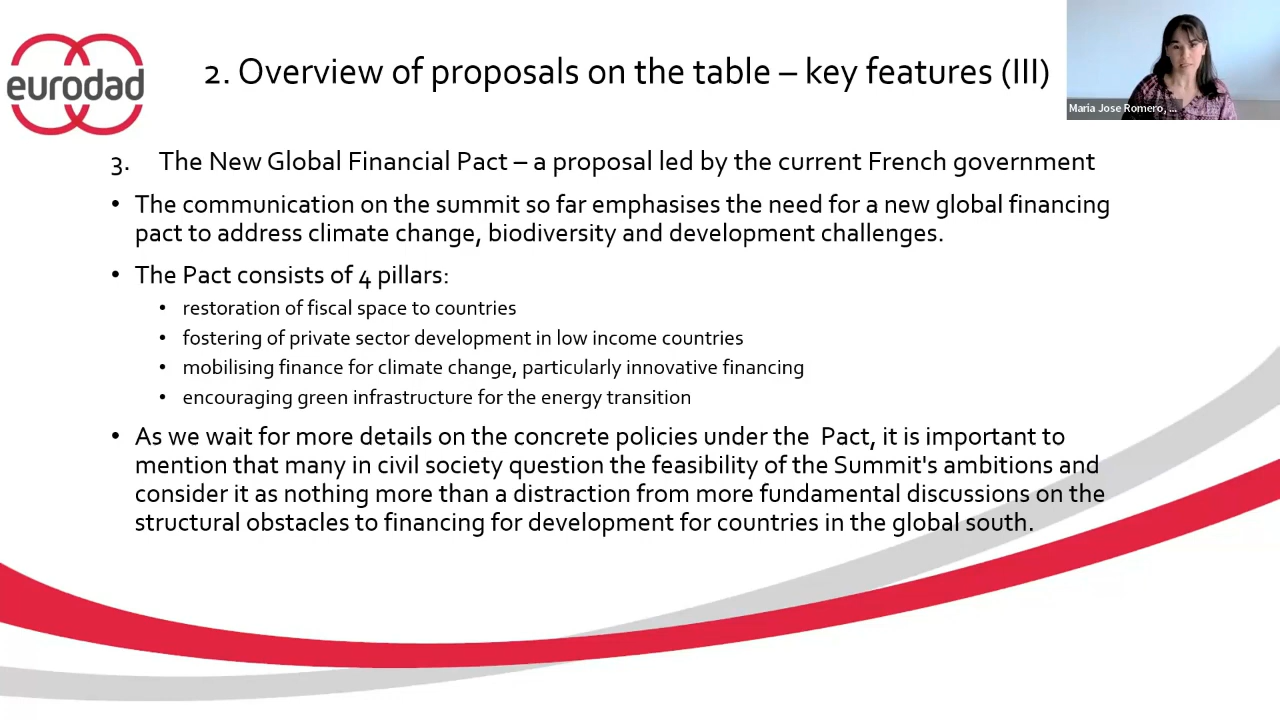 eurodad
2. Overview of proposals on the table – key features (III)
Maria Jose Romero, ...
3. The New Global Financial Pact – a proposal led by the current French government
• The communication on the summit so far emphasises the need for a new global financing
pact to address climate change, biodiversity and development challenges.
• The Pact consists of 4 pillars:
• restoration of fiscal space to countries
• fostering of private sector development in low income countries
• mobilising finance for climate change, particularly innovative financing
• encouraging green infrastructure for the energy transition
• As we wait for more details on the concrete policies under the  Pact, it is important to
mention that many in civil society question the feasibility of the Summit's ambitions and
consider it as nothing more than a distraction from more fundamental discussions on the
structural obstacles to financing for development for countries in the global south.